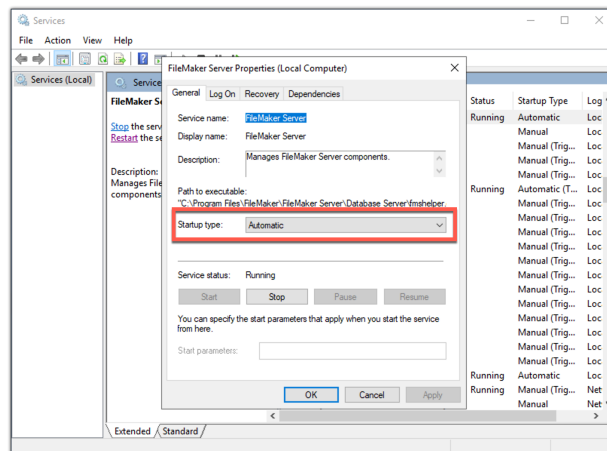 Services
File Action View Help
Services (Local)
Services
FileMaker Se
Stop the serv
Restart the se
Description:
Manages File
components
FileMaker Server Properties (Local Computer)
General Log On Recovery Dependencies
Service name: FileMaker Server
Display name: FileMaker Server
Description: Manages FileMaker Server components.
Path to executable:
"C:\Program Files\FileMaker\FileMaker Server\Database Server\fmshelper.
Startup type: Automatic
Service status: Running
Start Stop Pause Resume
You can specify the start parameters that apply when you start the service
from here.
Start parameters:
OK Cancel Apply
Status Startup Type Log
Running Automatic Loc
Manual Loc
Manual (Trig... Loc
Manual (Trig... Loc
Manual (Trig... Loc
Running Automatic (T... Loc
Manual (Trig... Loc
Manual (Trig... Loc
Manual (Trig... Loc
Manual (Trig... Loc
Manual (Trig... Loc
Manual (Trig... Loc
Manual (Trig... Loc
Manual (Trig... Loc
Manual (Trig... Loc
Manual (Trig... Loc
Manual (Trig... Loc
Manual (Trig... Loc
Running Automatic Loc
Running Manual (Trig... Net
Manual Net
Extended Standard